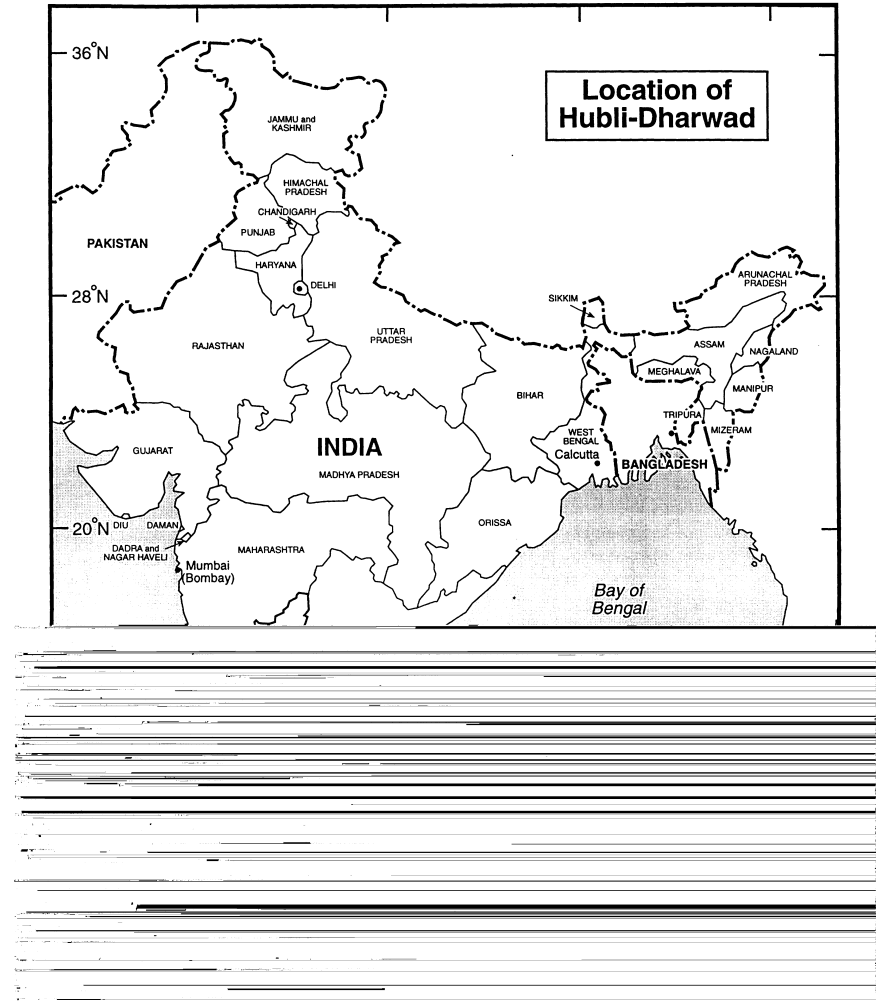 36°N
Location of
Hubli-Dharwad
JAMMU and
KASHMIR
HIMACHAL
PRADESH
CHANDIGARH
PUNJAB
PAKISTAN
HARYANA
DELHI
28°N
SIKKIM
ARUNACHAL
PRADESH
RAJASTHAN
UTTAR
PRADESH
ASSAM
NAGALAND
MEGHALAVA
MANIPUR
BIHAR
TRIPURA
MIZERAM
WEST
BENGAL
Calcutta
BANGLADESH
GUJARAT
INDIA
MADHYA PRADESH
20°N
DIU
DAMAN
ORISSA
DADRA and
NAGAR HAVELI
MAHARASHTRA
Mumbai
(Bombay)
Bay of
Bengal